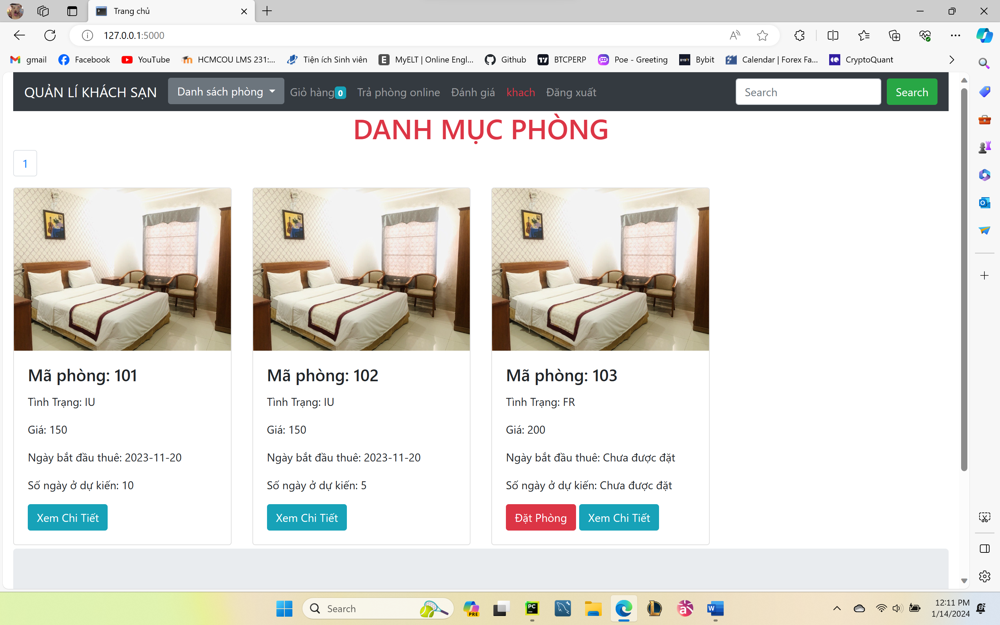 Trang chủ
127.0.0.1:5000
gmail
Facebook
YouTube
HCMCOU LMS 231:...
Tiện ích Sinh viên
MyELT | Online Engl...
Github
BTCPERP
Poe - Greeting
BYBIT
Bybit
Calendar | Forex Fa...
CryptoQuant
QUẢN LÍ KHÁCH SẠN
Danh sách phòng
Giỏ hàng 0
Trả phòng online
Đánh giá
khach
Đăng xuất
Search
Search
DANH MỤC PHÒNG
1
Mã phòng: 101
Tình Trạng: IU
Giá: 150
Ngày bắt đầu thuê: 2023-11-20
Số ngày ở dự kiến: 10
Xem Chi Tiết
Mã phòng: 102
Tình Trạng: IU
Giá: 150
Ngày bắt đầu thuê: 2023-11-20
Số ngày ở dự kiến: 5
Xem Chi Tiết
Mã phòng: 103
Tình Trạng: FR
Giá: 200
Ngày bắt đầu thuê: Chưa được đặt
Số ngày ở dự kiến: Chưa được đặt
Đặt Phòng
Xem Chi Tiết
Search
PRE
PC
W
12:11 PM
1/14/2024